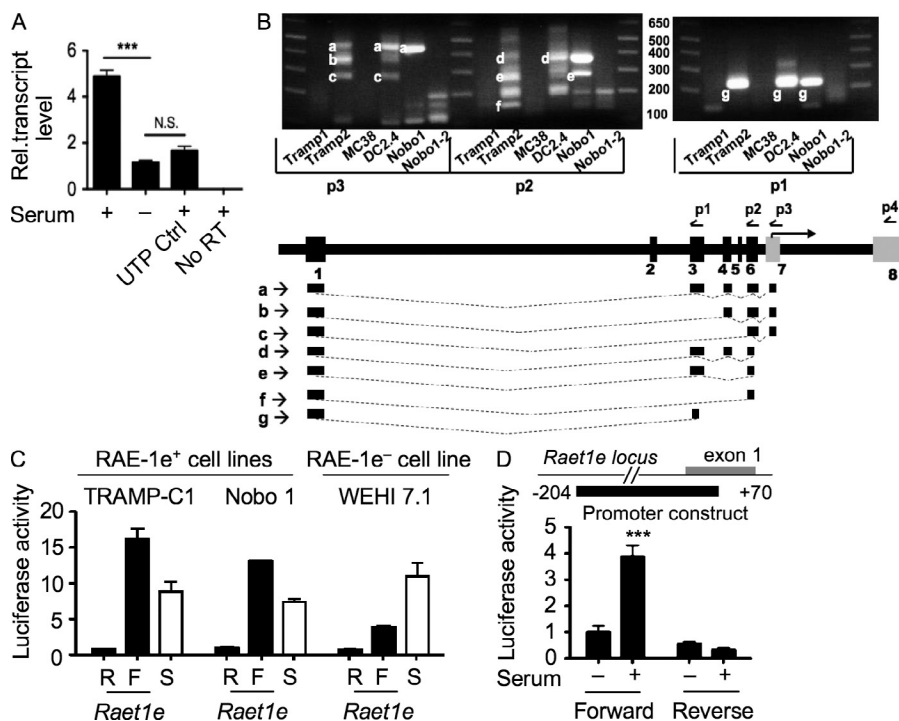 A
***
N.S.
Rel.transcript
level
6
4
2
0
Serum + − + +
UTP Ctrl
No RT
B
a
b
c
a
c
a
d
e
f
d
e
650
500
400
300
200
100
g
g
g
Tramp1
Tramp2
MC38
DC2.4
Nobo1
Nobo1-2
Tramp1
Tramp2
MC38
DC2.4
Nobo1
Nobo1-2
Tramp1
Tramp2
MC38
DC2.4
Nobo1
Nobo1-2
p3
p2
p1
p1 p2 p3 p4
1 2 3 4 5 6 7 8
a →
b →
c →
d →
e →
f →
g →
C
RAE-1e+ cell lines
RAE-1e− cell line
TRAMP-C1
Nobo 1
WEHI 7.1
Luciferase activity
20
15
10
5
0
R F S R F S R F S
Raet1e Raet1e Raet1e
D
Raet1e locus
exon 1
-204
+70
Promoter construct
Luciferase activity
5
4
3
2
1
0
***
Serum − + − +
Forward Reverse